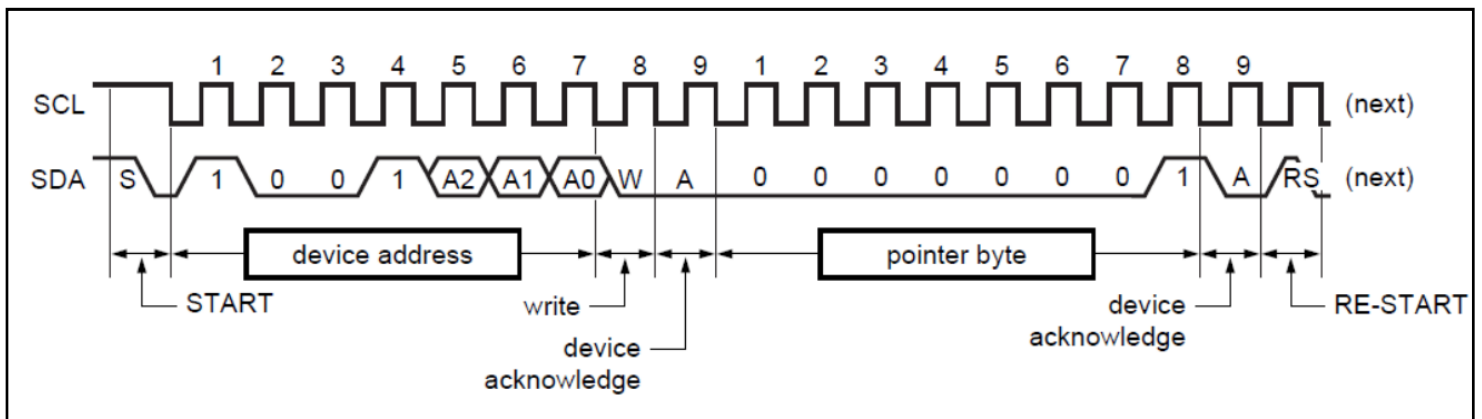 1 2 3 4 5 6 7 8 9 1 2 3 4 5 6 7 8 9
SCL (next)
SDA S 1 0 0 1 A2 A1 A0 W A 0 0 0 0 0 0 0 1 A RS (next)
device address pointer byte
START write device acknowledge device acknowledge RE-START